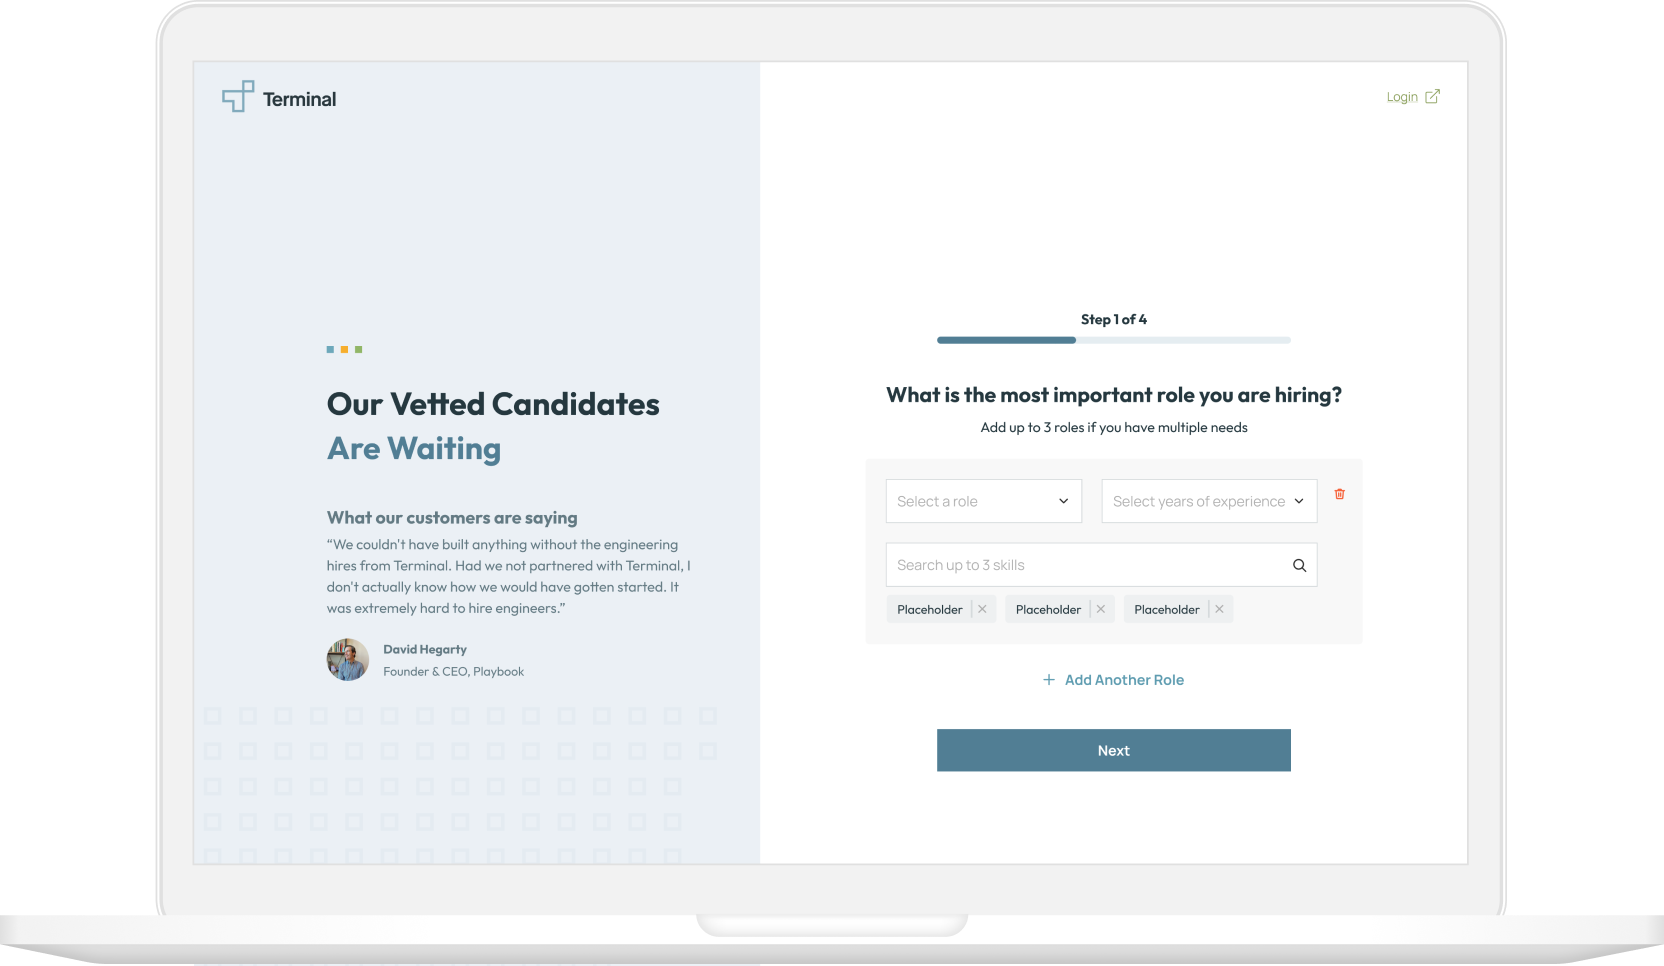 Terminal
Login
Our Vetted Candidates
Are Waiting
What our customers are saying
“We couldn't have built anything without the engineering
hires from Terminal. Had we not partnered with Terminal, I
don't actually know how we would have gotten started. It
was extremely hard to hire engineers.”
David Hegarty
Founder & CEO, Playbook
Step 1 of 4
What is the most important role you are hiring?
Add up to 3 roles if you have multiple needs
Select a role
Select years of experience
Search up to 3 skills
Placeholder
Placeholder
Placeholder
Add Another Role
Next